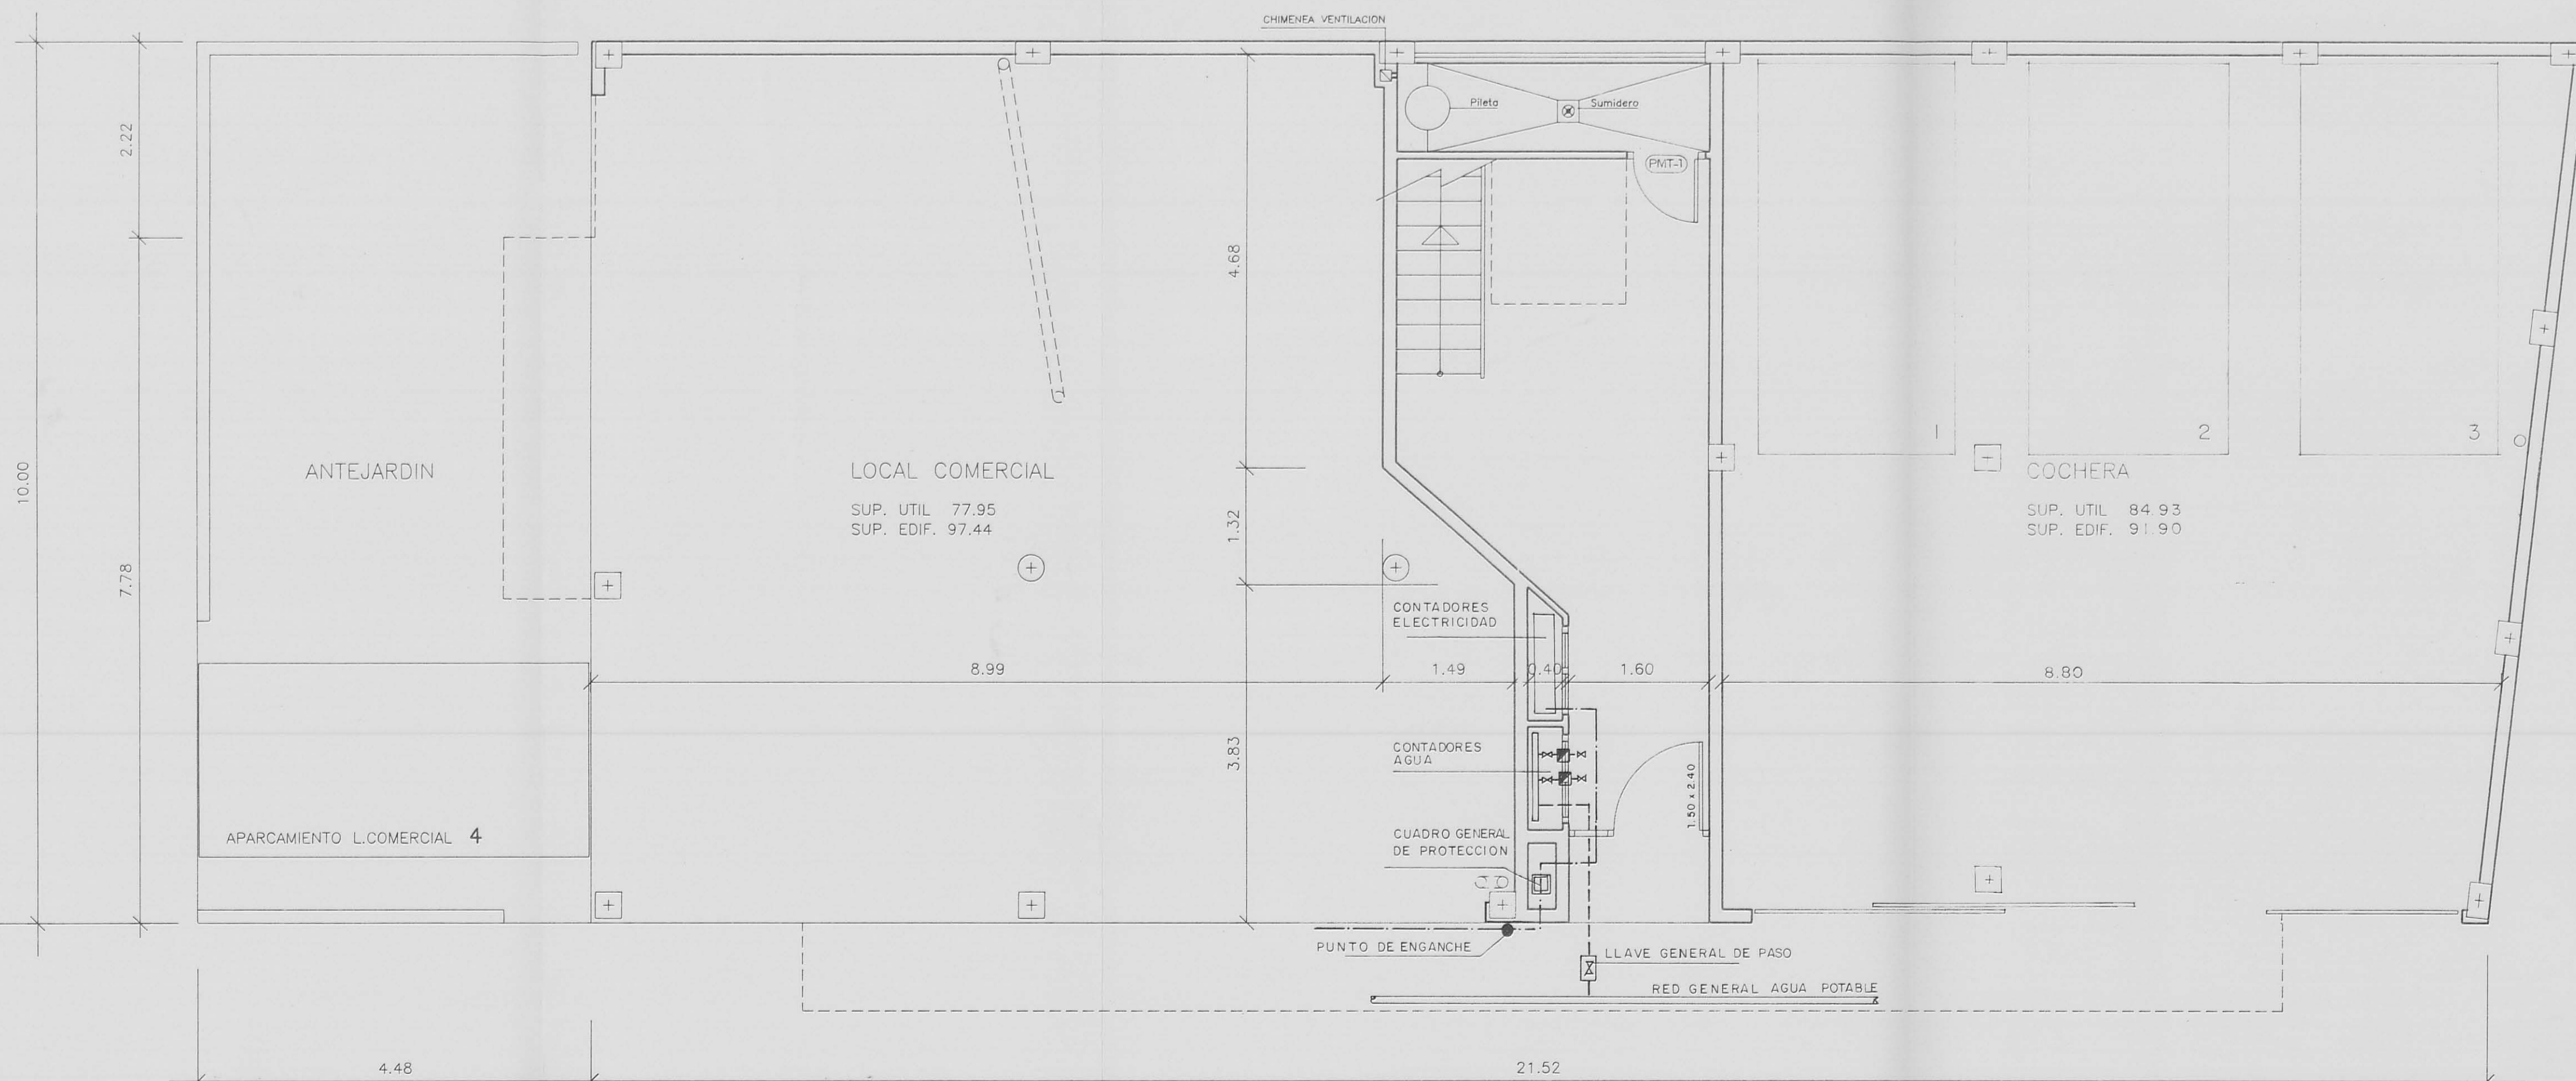 CHIMENEA VENTILACION
Pileta
Sumidero
PMT-1
2.22
10.00
7.78
4.68
1.32
3.83
ANTEJARDIN
LOCAL COMERCIAL
SUP. UTIL 77.95
SUP. EDIF. 97.44
1
2
3
COCHERA
SUP. UTIL 84.93
SUP. EDIF. 91.90
CONTADORES
ELECTRICIDAD
8.99
1.49
0.40
1.60
8.80
CONTADORES
AGUA
1.50 x 2.40
APARCAMIENTO L.COMERCIAL 4
CUADRO GENERAL
DE PROTECCION
PUNTO DE ENGANCHE
LLAVE GENERAL DE PASO
RED GENERAL AGUA POTABLE
4.48
21.52